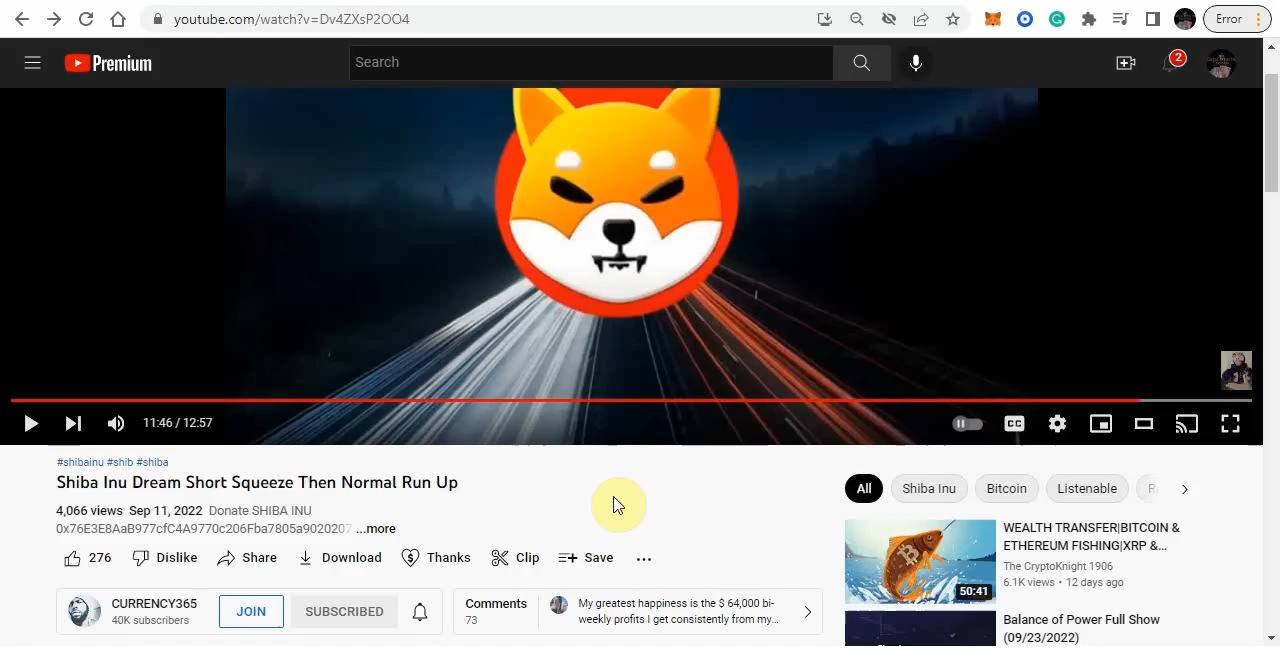 youtube.com/watch?v=Dv4ZXsP2OO4
Error
Premium
Search
2
11:46 / 12:57
CC
#shibainu #shib #shiba
Shiba Inu Dream Short Squeeze Then Normal Run Up
4,066 views Sep 11, 2022 Donate SHIBA INU
0x76E3E8AaB977cfC4A9770c206Fba7805a9020207 ...more
276 Dislike Share Download Thanks Clip Save
CURRENCY365
40K subscribers
JOIN
SUBSCRIBED
Comments
73
My greatest happiness is the $ 64,000 bi-
weekly profits I get consistently from my...
All Shiba Inu Bitcoin Listenable
50:41
WEALTH TRANSFER|BITCOIN &
ETHEREUM FISHING|XRP &...
The CryptoKnight 1906
6.1K views • 12 days ago
Balance of Power Full Show
(09/23/2022)